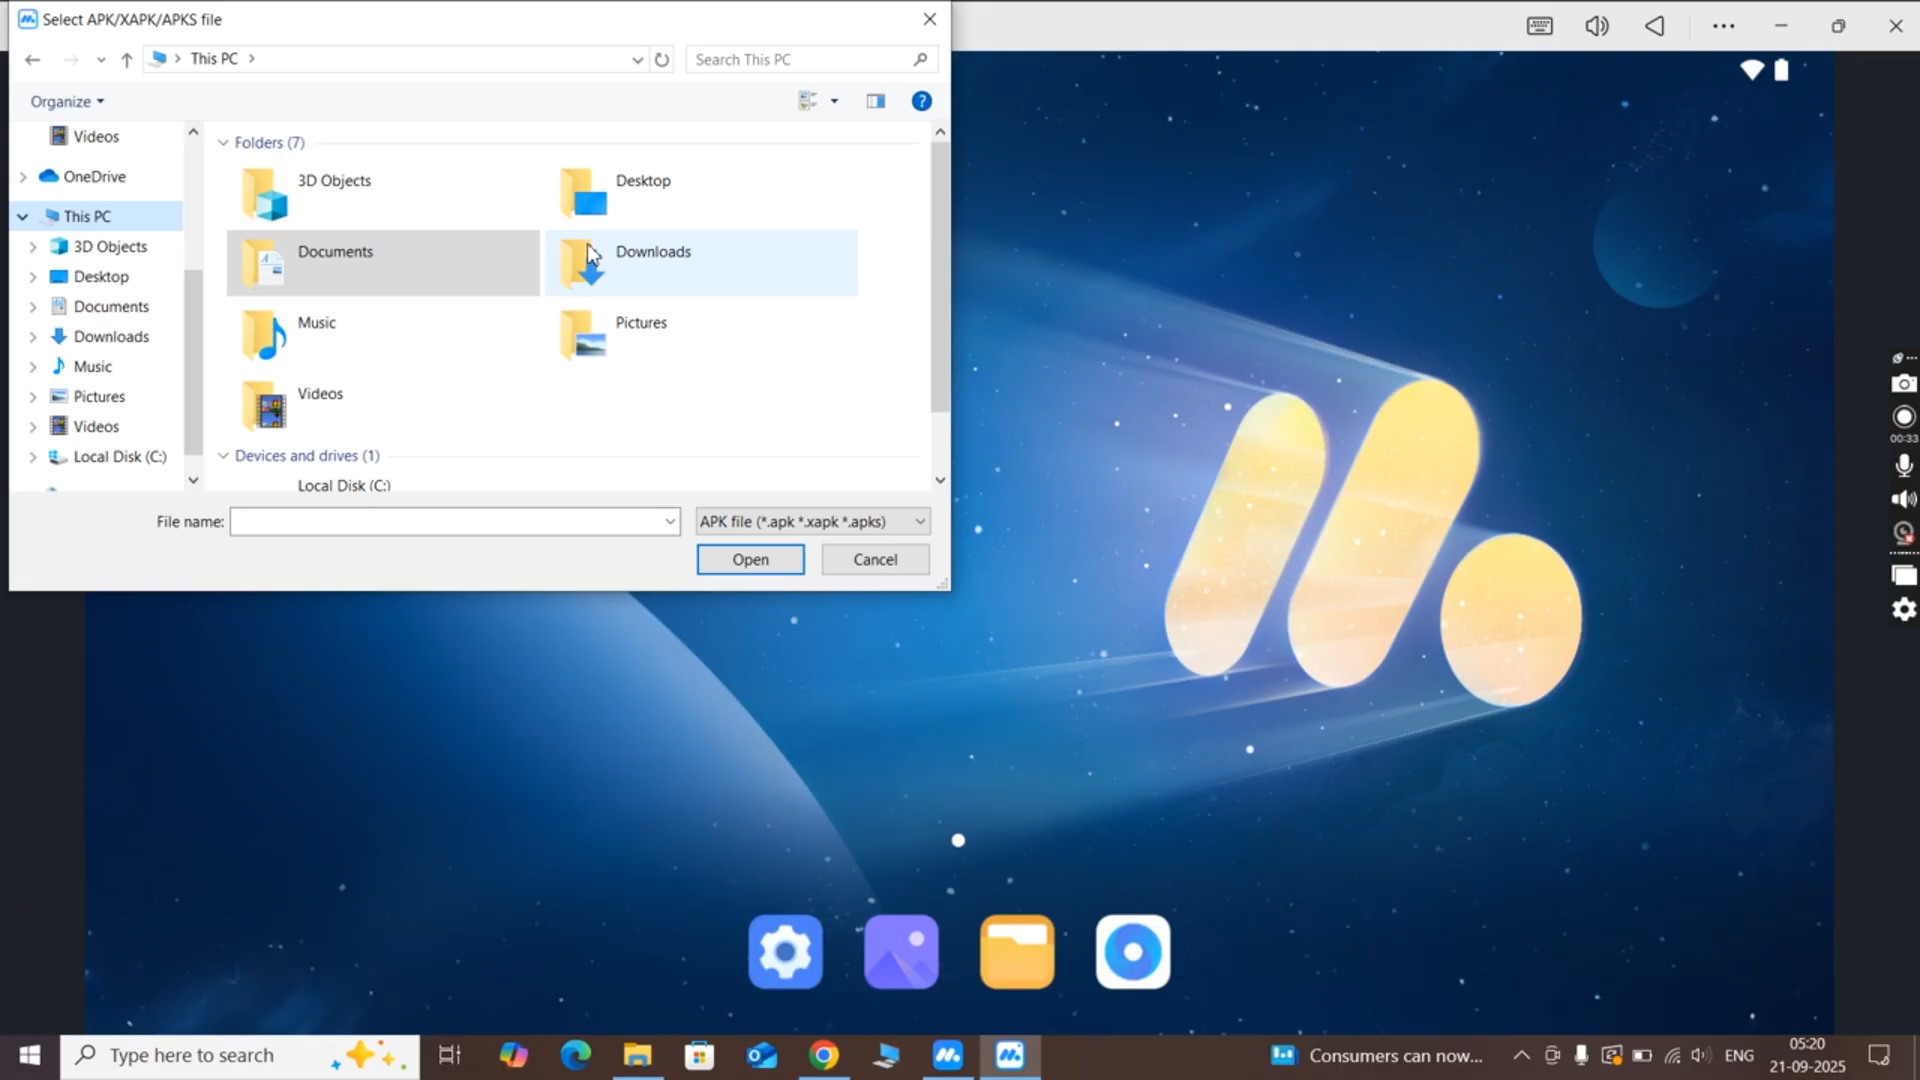 Select APK/XAPK/APKS file
This PC
Search This PC
Organize
Videos
OneDrive
This PC
3D Objects
Desktop
Documents
Downloads
Music
Pictures
Videos
Local Disk (C:)
Folders (7)
3D Objects
Desktop
Documents
Downloads
Music
Pictures
Videos
Devices and drives (1)
Local Disk (C:)
File name:
APK file (*.apk *.xapk *.apks)
Open
Cancel
00:33
Type here to search
Consumers can now...
ENG
05:20
21-09-2025